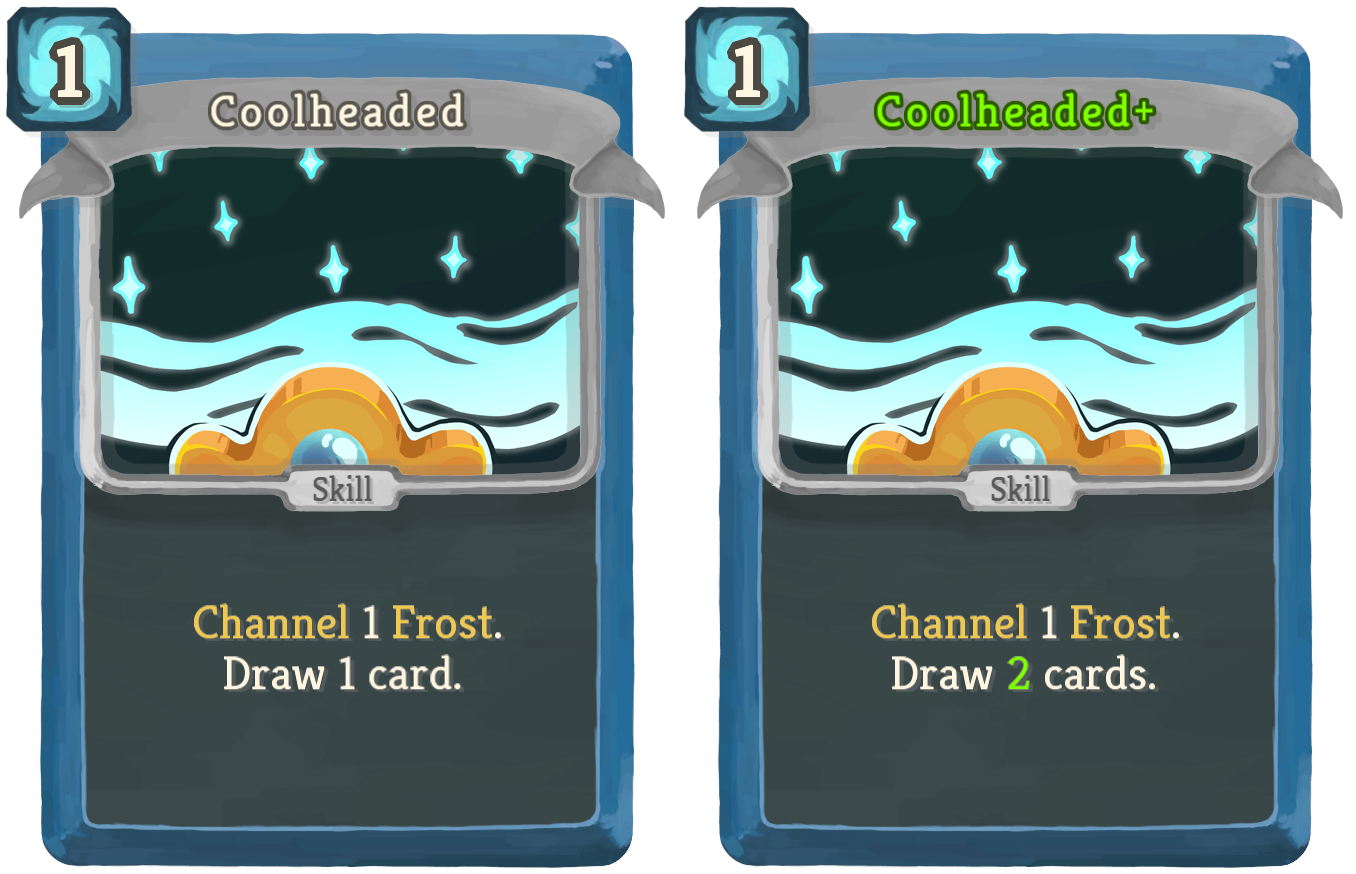 1
Coolheaded
Skill
Channel 1 Frost.
Draw 1 card.
1
Coolheaded+
Skill
Channel 1 Frost.
Draw 2 cards.